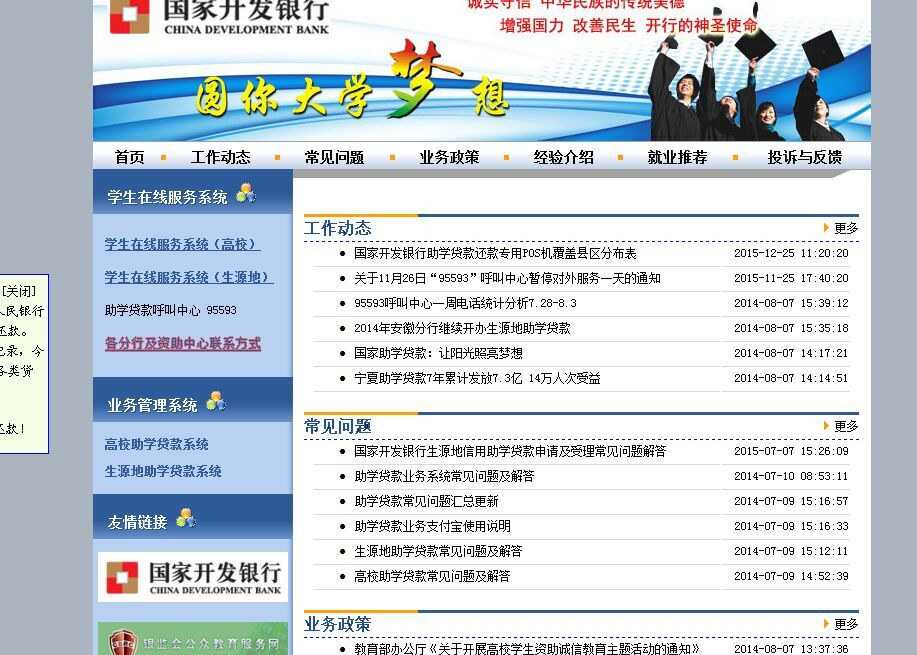 国家开发银行
CHINA DEVELOPMENT BANK
诚实守信 中华民族的传统美德
增强国力 改善民生 开行的神圣使命
圆你大学梦想
首页 工作动态 常见问题 业务政策 经验介绍 就业推荐 投诉与反馈
学生在线服务系统
学生在线服务系统（高校）
学生在线服务系统（生源地）
助学贷款呼叫中心 95593
各分行及资助中心联系方式
业务管理系统
高校助学贷款系统
生源地助学贷款系统
友情链接
国家开发银行
CHINA DEVELOPMENT BANK
银监会公众教育服务网
[关闭]
人民银行
还款。
记录，今
各类贷
还款！
工作动态 更多
国家开发银行助学贷款还款专用POS机覆盖县区分布表 2015-12-25 11:20:20
关于11月26日“95593”呼叫中心暂停对外服务一天的通知 2015-11-25 17:40:20
95593呼叫中心一周电话统计分析7.28-8.3 2014-08-07 15:39:12
2014年安徽分行继续开办生源地助学贷款 2014-08-07 15:35:18
国家助学贷款：让阳光照亮梦想 2014-08-07 14:17:21
宁夏助学贷款7年累计发放7.3亿 14万人次受益 2014-08-07 14:14:51
常见问题 更多
国家开发银行生源地信用助学贷款申请及受理常见问题解答 2015-07-07 15:26:09
助学贷款业务系统常见问题及解答 2014-07-10 08:53:11
助学贷款常见问题汇总更新 2014-07-09 15:16:57
助学贷款业务支付宝使用说明 2014-07-09 15:16:33
生源地助学贷款常见问题及解答 2014-07-09 15:12:11
高校助学贷款常见问题及解答 2014-07-09 14:52:39
业务政策 更多
教育部办公厅《关于开展高校学生资助诚信教育主题活动的通知》 2014-08-07 13:37:36